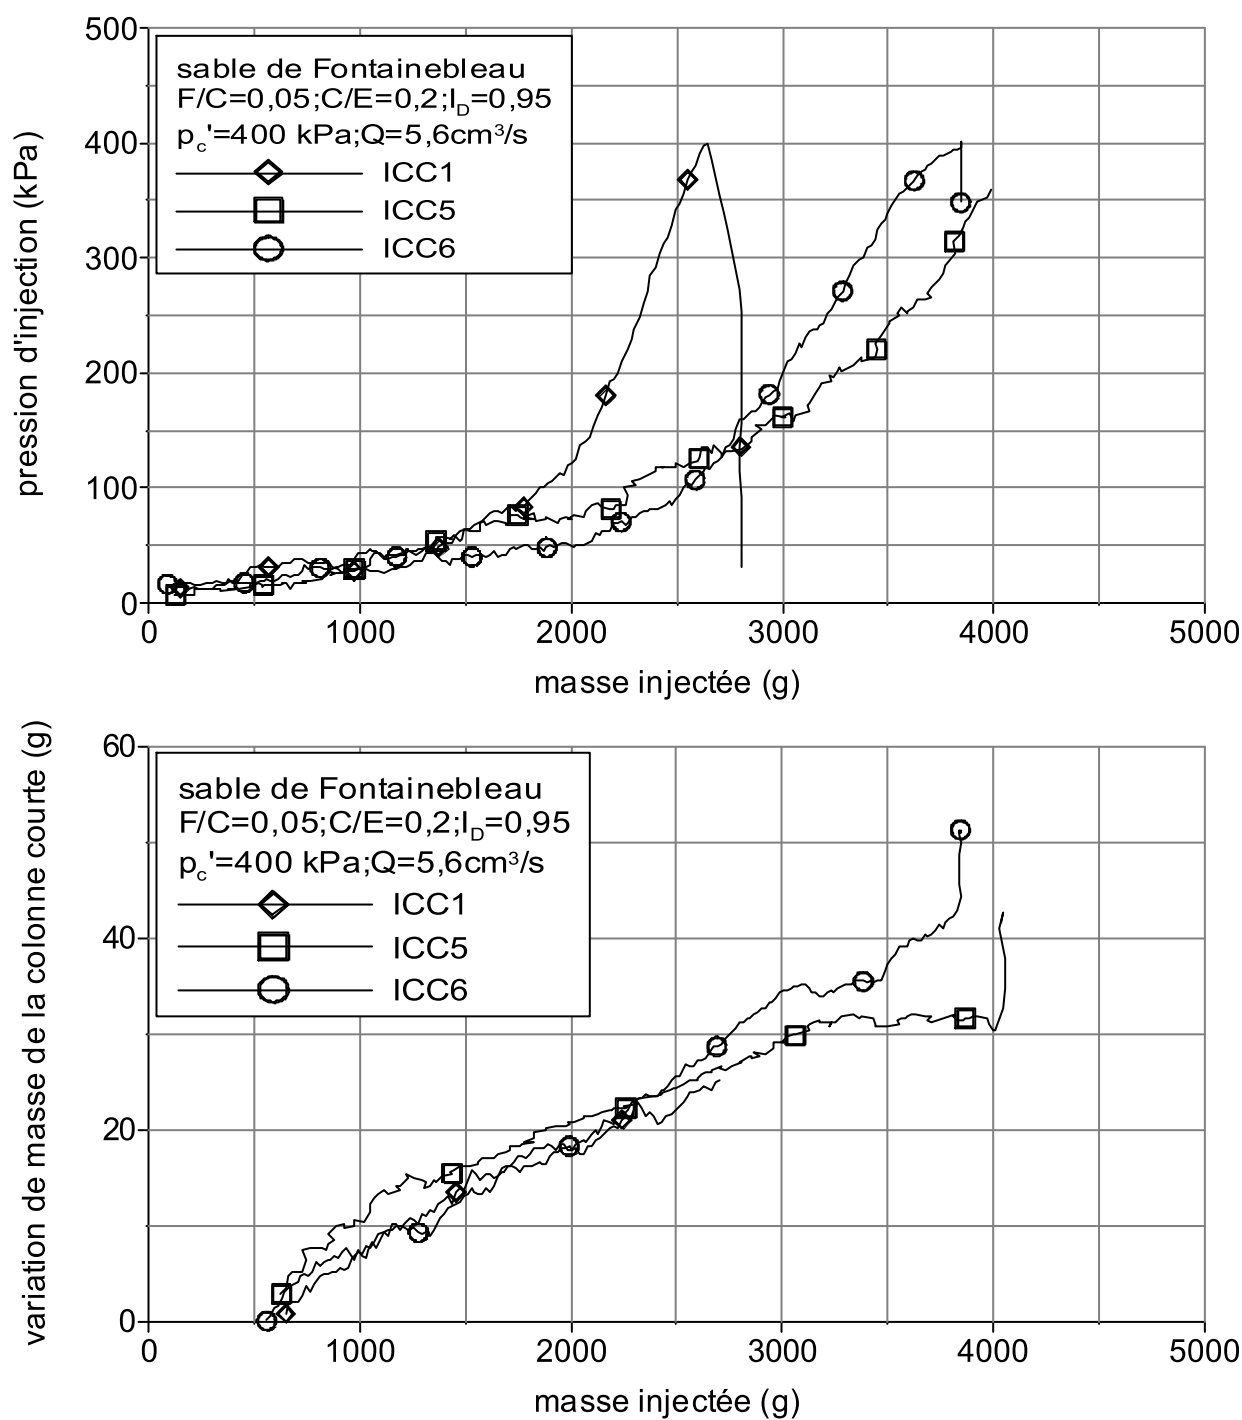 500
400
300
200
100
0
pression d'injection (kPa)
sable de Fontainebleau
F/C=0,05;C/E=0,2;I_D=0,95
p_c'=400 kPa;Q=5,6cm³/s
ICC1
ICC5
ICC6
0 1000 2000 3000 4000 5000
masse injectée (g)
60
40
20
0
variation de masse de la colonne courte (g)
sable de Fontainebleau
F/C=0,05;C/E=0,2;I_D=0,95
p_c'=400 kPa;Q=5,6cm³/s
ICC1
ICC5
ICC6
0 1000 2000 3000 4000 5000
masse injectée (g)